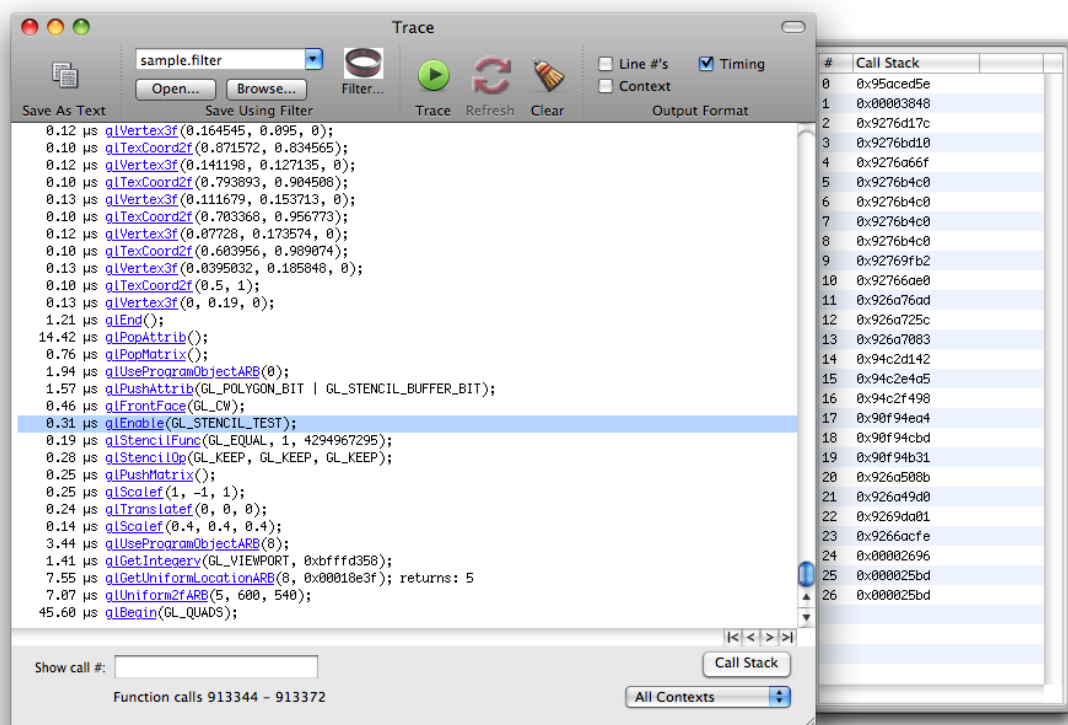 Trace
sample.filter
Open... Browse...
Save As Text Save Using Filter Filter... Trace Refresh Clear
Line #'s Timing
Context
Output Format
0.12 µs glVertex3f(0.164545, 0.095, 0);
0.10 µs glTexCoord2f(0.871572, 0.834565);
0.12 µs glVertex3f(0.141198, 0.127135, 0);
0.10 µs glTexCoord2f(0.793893, 0.904508);
0.13 µs glVertex3f(0.111679, 0.153713, 0);
0.10 µs glTexCoord2f(0.703368, 0.956773);
0.12 µs glVertex3f(0.07728, 0.173574, 0);
0.10 µs glTexCoord2f(0.603956, 0.989074);
0.13 µs glVertex3f(0.0395032, 0.185848, 0);
0.10 µs glTexCoord2f(0.5, 1);
0.13 µs glVertex3f(0, 0.19, 0);
1.21 µs glEnd();
14.42 µs glPopAttrib();
0.76 µs glPopMatrix();
1.94 µs glUseProgramObjectARB(0);
1.57 µs glPushAttrib(GL_POLYGON_BIT | GL_STENCIL_BUFFER_BIT);
0.46 µs glFrontFace(GL_CW);
0.31 µs glEnable(GL_STENCIL_TEST);
0.19 µs glStencilFunc(GL_EQUAL, 1, 4294967295);
0.28 µs glStencilOp(GL_KEEP, GL_KEEP, GL_KEEP);
0.25 µs glPushMatrix();
0.25 µs glScalef(1, -1, 1);
0.24 µs glTranslatef(0, 0, 0);
0.14 µs glScalef(0.4, 0.4, 0.4);
3.44 µs glUseProgramObjectARB(8);
1.41 µs glGetIntegerv(GL_VIEWPORT, 0xbfffd358);
7.55 µs glGetUniformLocationARB(8, 0x00018e3f); returns: 5
7.07 µs glUniform2fARB(5, 600, 540);
45.60 µs glBegin(GL_QUADS);
Show call #:
Call Stack
Function calls 913344 - 913372
All Contexts
# Call Stack
0 0x95aced5e
1 0x00003848
2 0x9276d17c
3 0x9276bd10
4 0x9276a66f
5 0x9276b4c0
6 0x9276b4c0
7 0x9276b4c0
8 0x9276b4c0
9 0x92769fb2
10 0x92766ae0
11 0x926a76ad
12 0x926a725c
13 0x926a7083
14 0x94c2d142
15 0x94c2e4a5
16 0x94c2f498
17 0x90f94ea4
18 0x90f94cbd
19 0x90f94b31
20 0x926a508b
21 0x926a49d0
22 0x9269da01
23 0x9266acfe
24 0x00002696
25 0x000025bd
26 0x000025bd